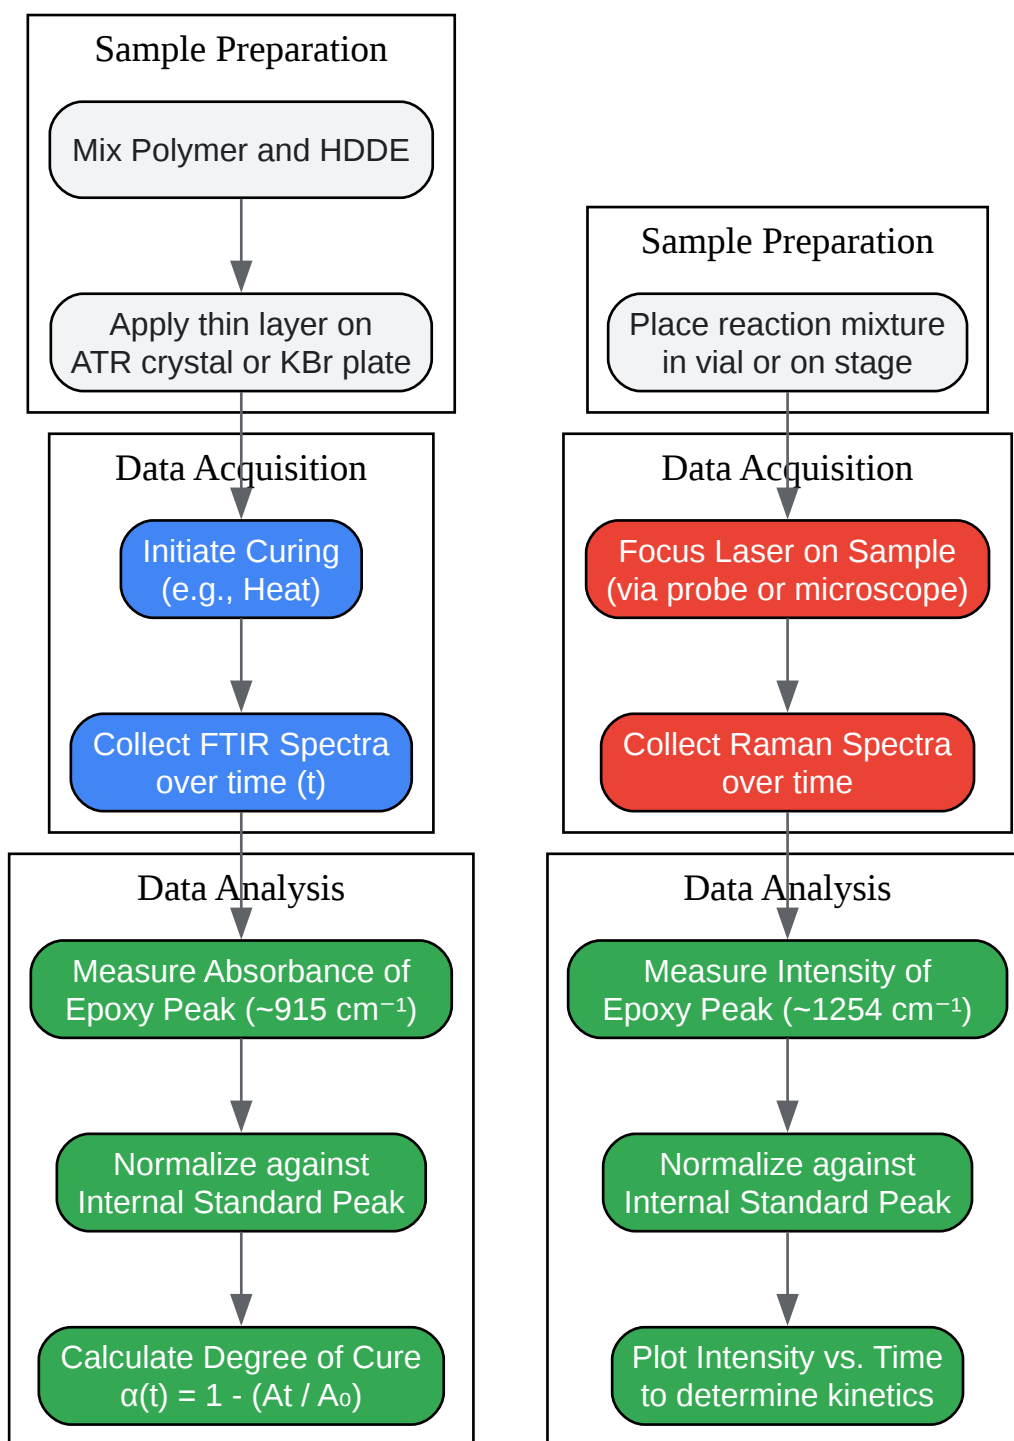 Sample Preparation
Mix Polymer and HDDE
Apply thin layer on
ATR crystal or KBr plate
Data Acquisition
Initiate Curing
(e.g., Heat)
Collect FTIR Spectra
over time (t)
Data Analysis
Measure Absorbance of
Epoxy Peak (~915 cm⁻¹)
Normalize against
Internal Standard Peak
Calculate Degree of Cure
α(t) = 1 - (At / A₀)
Sample Preparation
Place reaction mixture
in vial or on stage
Data Acquisition
Focus Laser on Sample
(via probe or microscope)
Collect Raman Spectra
over time
Data Analysis
Measure Intensity of
Epoxy Peak (~1254 cm⁻¹)
Normalize against
Internal Standard Peak
Plot Intensity vs. Time
to determine kinetics